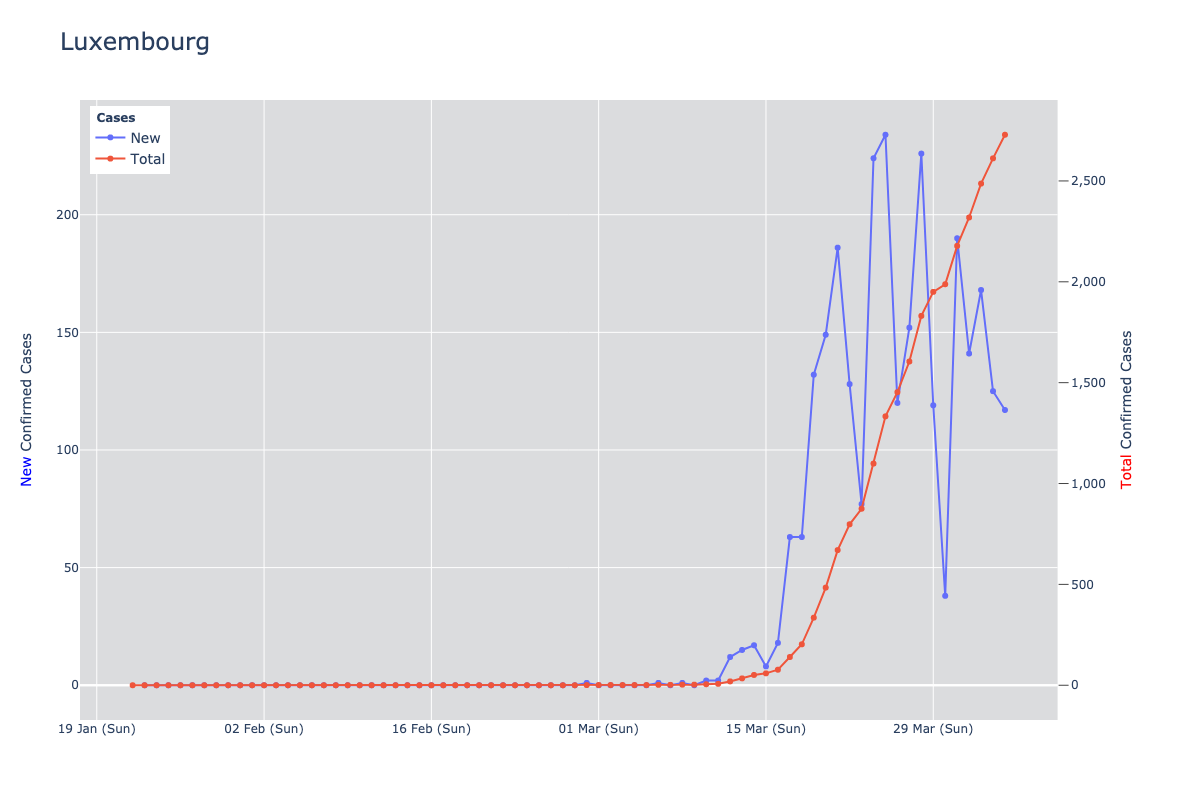 Luxembourg
Cases
New
Total
200
150
100
50
0
New Confirmed Cases
2,500
2,000
1,500
1,000
500
0
Total Confirmed Cases
19 Jan (Sun)
02 Feb (Sun)
16 Feb (Sun)
01 Mar (Sun)
15 Mar (Sun)
29 Mar (Sun)